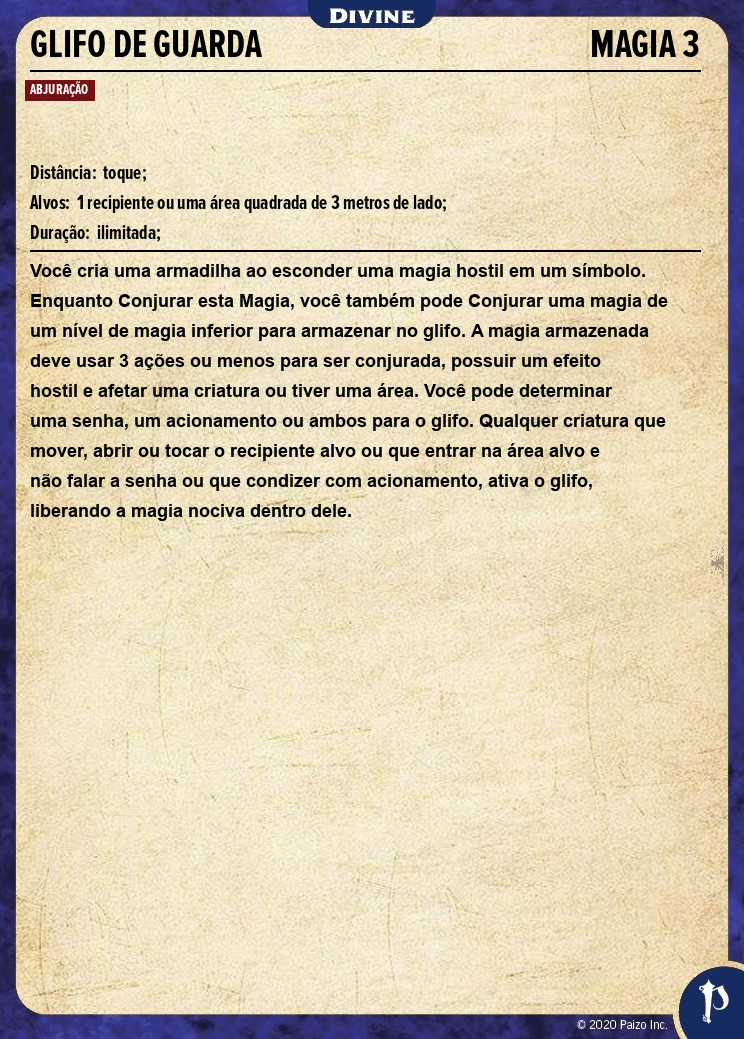 DIVINE
GLIFO DE GUARDA MAGIA 3
ABJURAÇÃO
Distância: toque;
Alvos: 1 recipiente ou uma área quadrada de 3 metros de lado;
Duração: ilimitada;
Você cria uma armadilha ao esconder uma magia hostil em um símbolo.
Enquanto Conjurar esta Magia, você também pode Conjurar uma magia de
um nível de magia inferior para armazenar no glifo. A magia armazenada
deve usar 3 ações ou menos para ser conjurada, possuir um efeito
hostil e afetar uma criatura ou tiver uma área. Você pode determinar
uma senha, um acionamento ou ambos para o glifo. Qualquer criatura que
mover, abrir ou tocar o recipiente alvo ou que entrar na área alvo e
não falar a senha ou que condizer com acionamento, ativa o glifo,
liberando a magia nociva dentro dele.
© 2020 Paizo Inc.
P